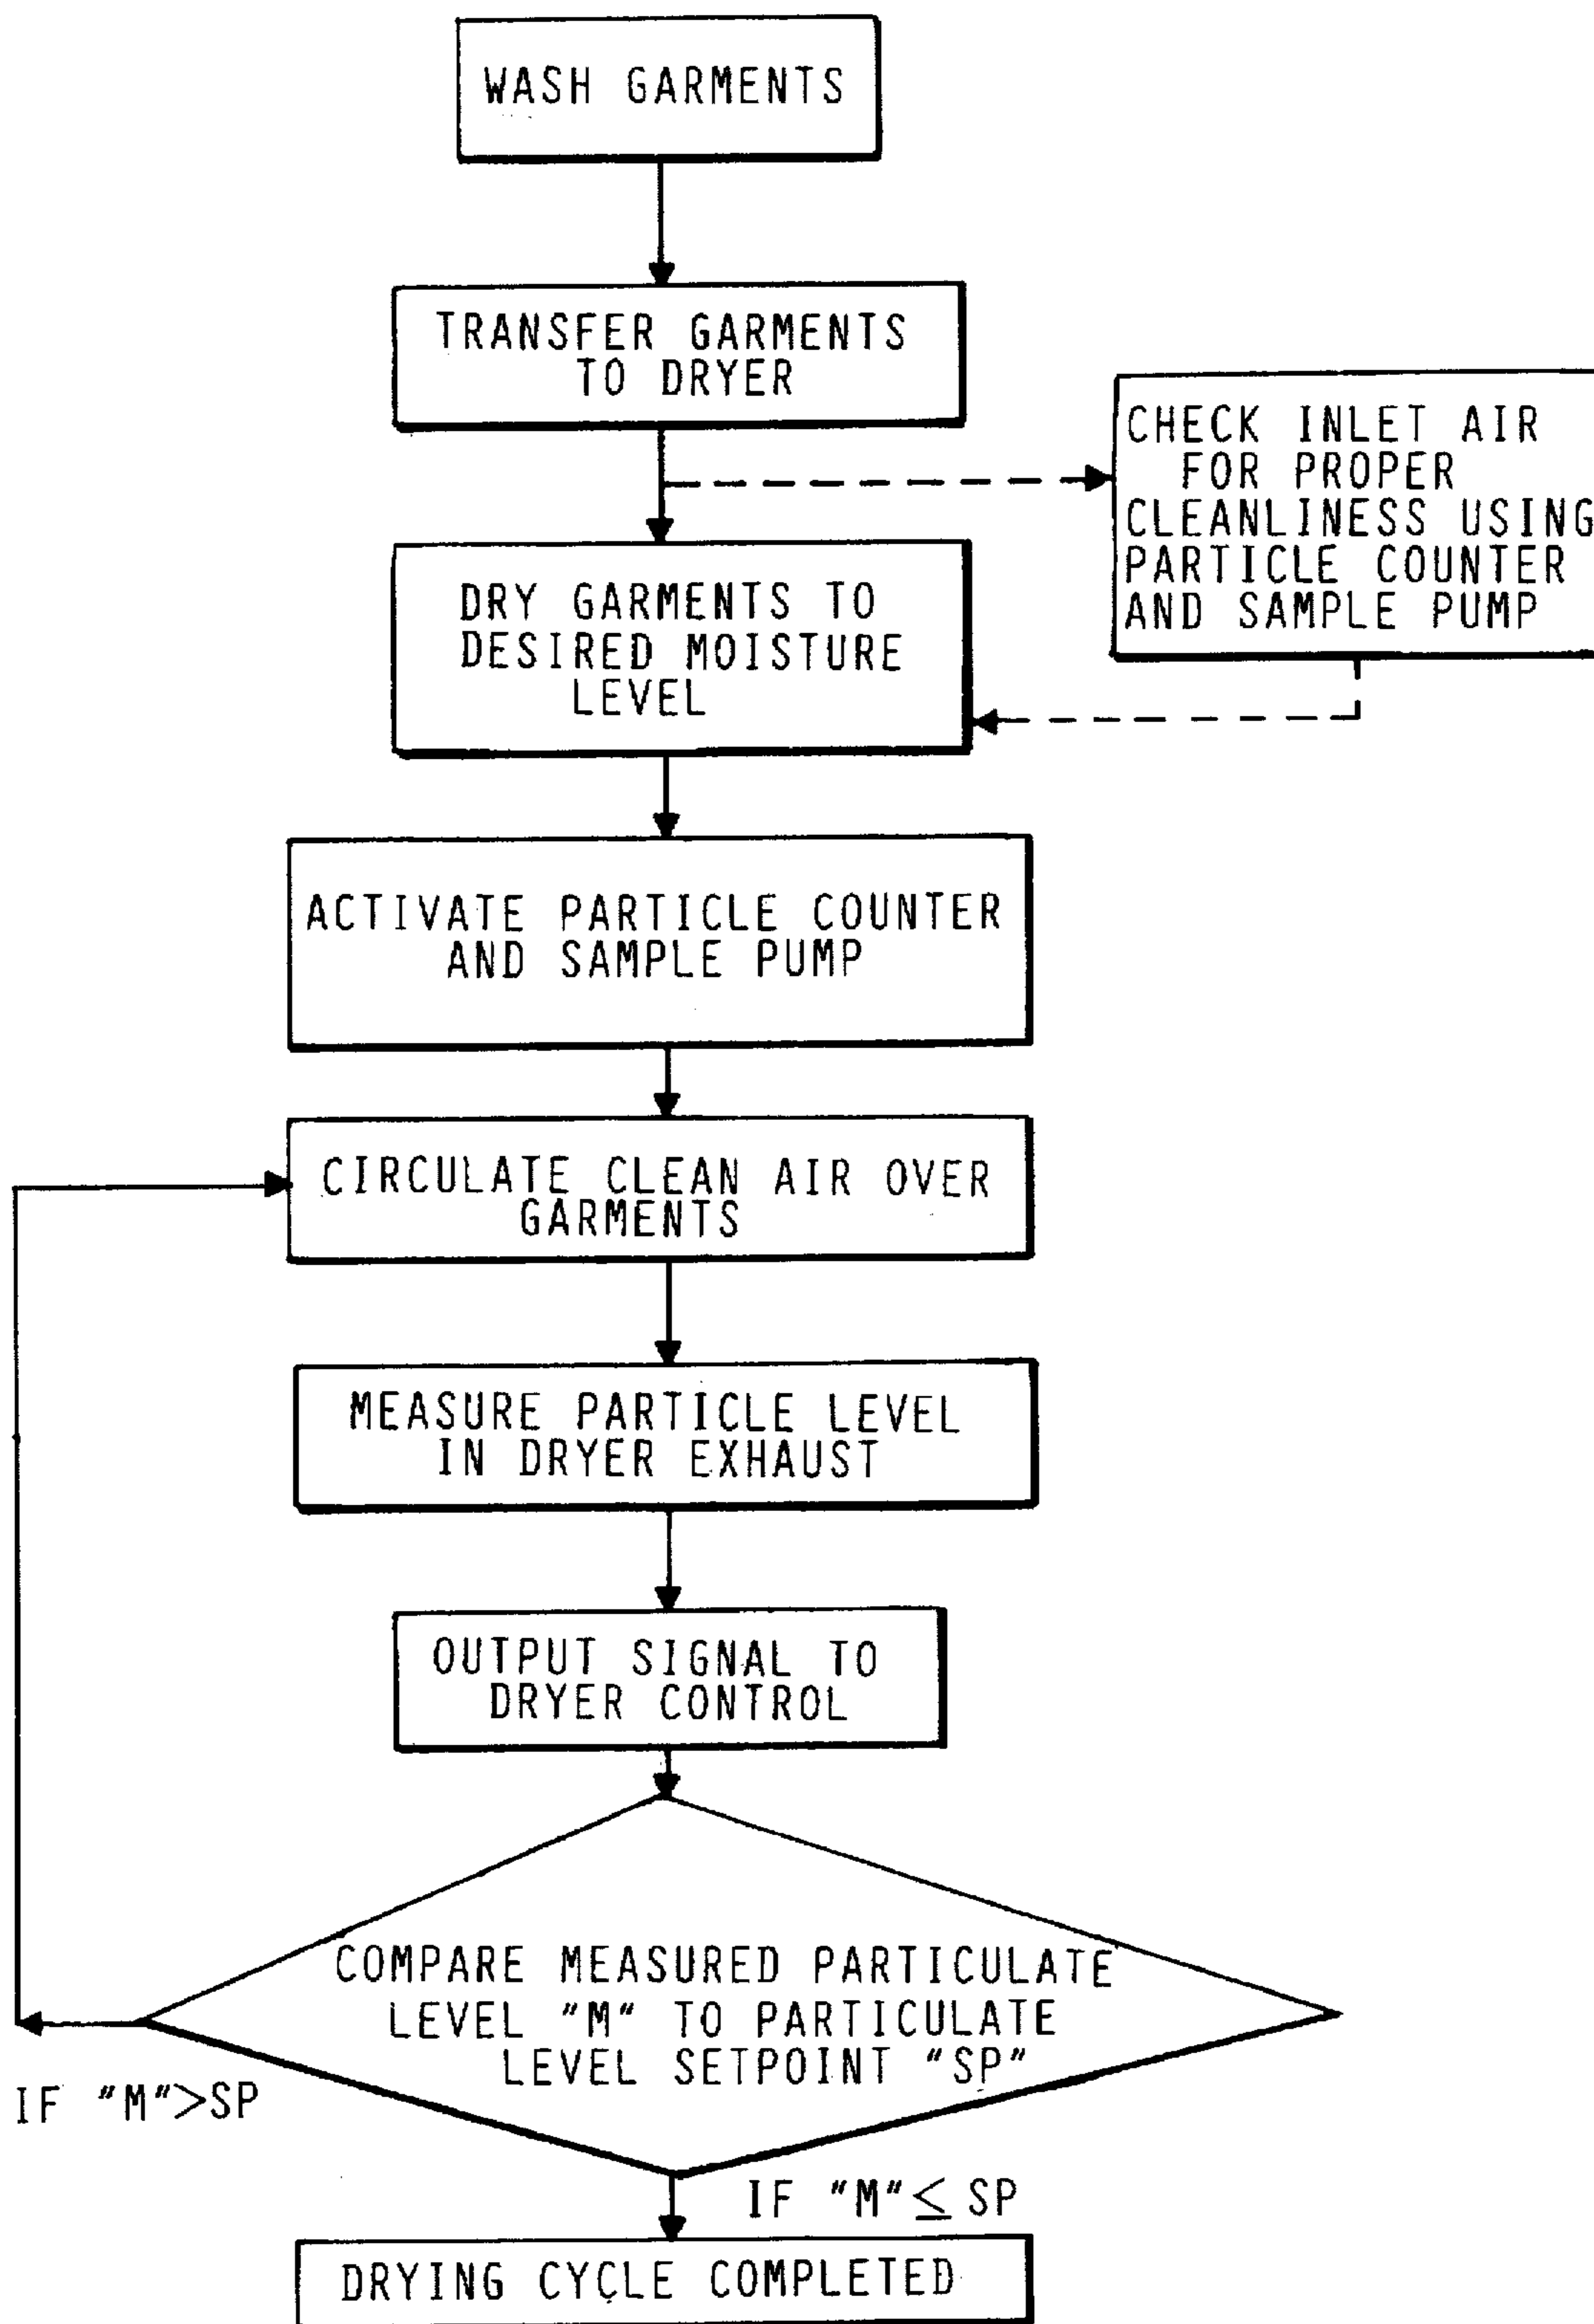 WASH GARMENTS
TRANSFER GARMENTS
TO DRYER
CHECK INLET AIR
FOR PROPER
CLEANLINESS USING
PARTICLE COUNTER
AND SAMPLE PUMP
DRY GARMENTS TO
DESIRED MOISTURE
LEVEL
ACTIVATE PARTICLE COUNTER
AND SAMPLE PUMP
CIRCULATE CLEAN AIR OVER
GARMENTS
MEASURE PARTICLE LEVEL
IN DRYER EXHAUST
OUTPUT SIGNAL TO
DRYER CONTROL
COMPARE MEASURED PARTICULATE
LEVEL "M" TO PARTICULATE
LEVEL SETPOINT "SP"
IF "M">SP
IF "M"≤ SP
DRYING CYCLE COMPLETED